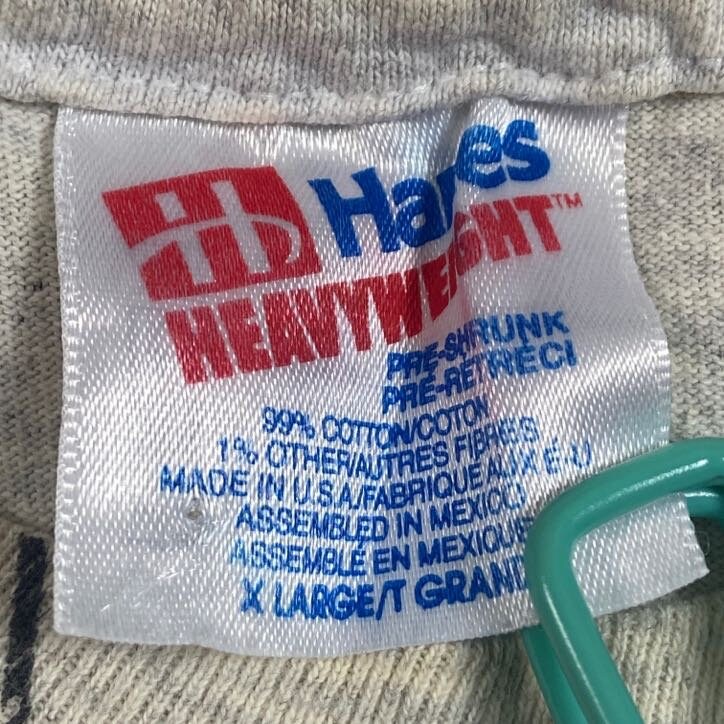 Hanes
HEAVYWEIGHT™
PRE-SHRUNK
PRÉ-RÉTRÉCI
99% COTTON/COTON
1% OTHER/AUTRES FIBRES
MADE IN U.S.A/FABRIQUÉ AUX É-U
ASSEMBLED IN MEXICO/
ASSEMBLÉ EN MEXIQUE
X LARGE/T GRAND